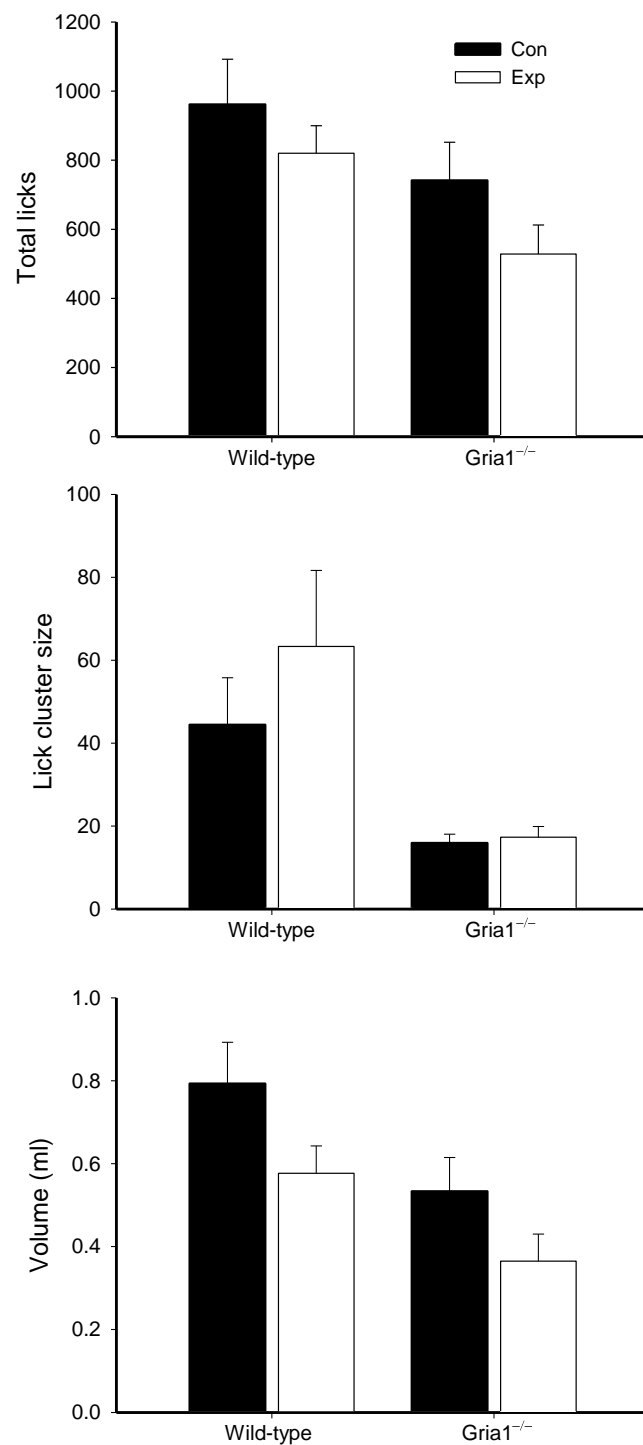 1200
1000
800
600
400
200
0
Total licks
Con
Exp
Wild-type
Gria1⁻/⁻
100
80
60
40
20
0
Lick cluster size
Wild-type
Gria1⁻/⁻
1.0
0.8
0.6
0.4
0.2
0.0
Volume (ml)
Wild-type
Gria1⁻/⁻